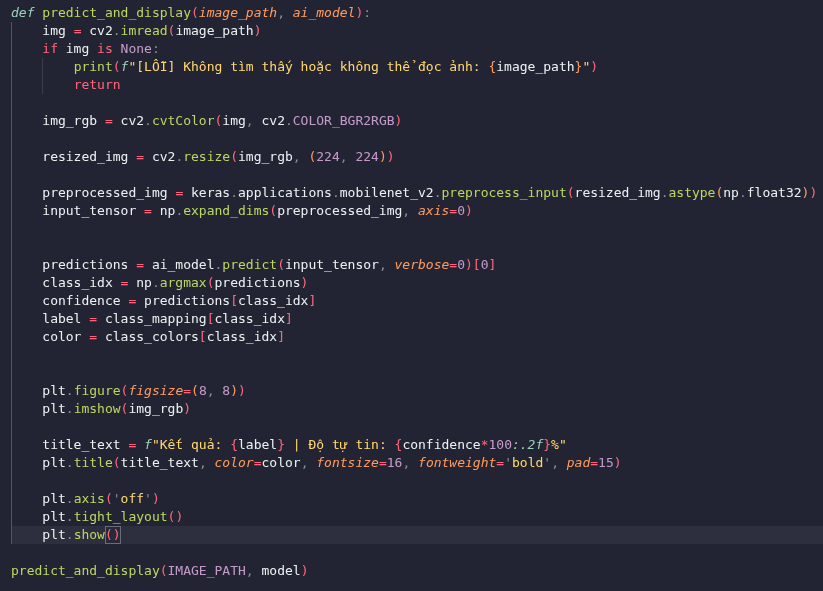 def predict_and_display(image_path, ai_model):
    img = cv2.imread(image_path)
    if img is None:
        print(f"[LỖI] Không tìm thấy hoặc không thể đọc ảnh: {image_path}")
        return

    img_rgb = cv2.cvtColor(img, cv2.COLOR_BGR2RGB)

    resized_img = cv2.resize(img_rgb, (224, 224))

    preprocessed_img = keras.applications.mobilenet_v2.preprocess_input(resized_img.astype(np.float32))
    input_tensor = np.expand_dims(preprocessed_img, axis=0)


    predictions = ai_model.predict(input_tensor, verbose=0)[0]
    class_idx = np.argmax(predictions)
    confidence = predictions[class_idx]
    label = class_mapping[class_idx]
    color = class_colors[class_idx]


    plt.figure(figsize=(8, 8))
    plt.imshow(img_rgb)

    title_text = f"Kết quả: {label} | Độ tự tin: {confidence*100:.2f}%"
    plt.title(title_text, color=color, fontsize=16, fontweight='bold', pad=15)

    plt.axis('off')
    plt.tight_layout()
    plt.show()

predict_and_display(IMAGE_PATH, model)